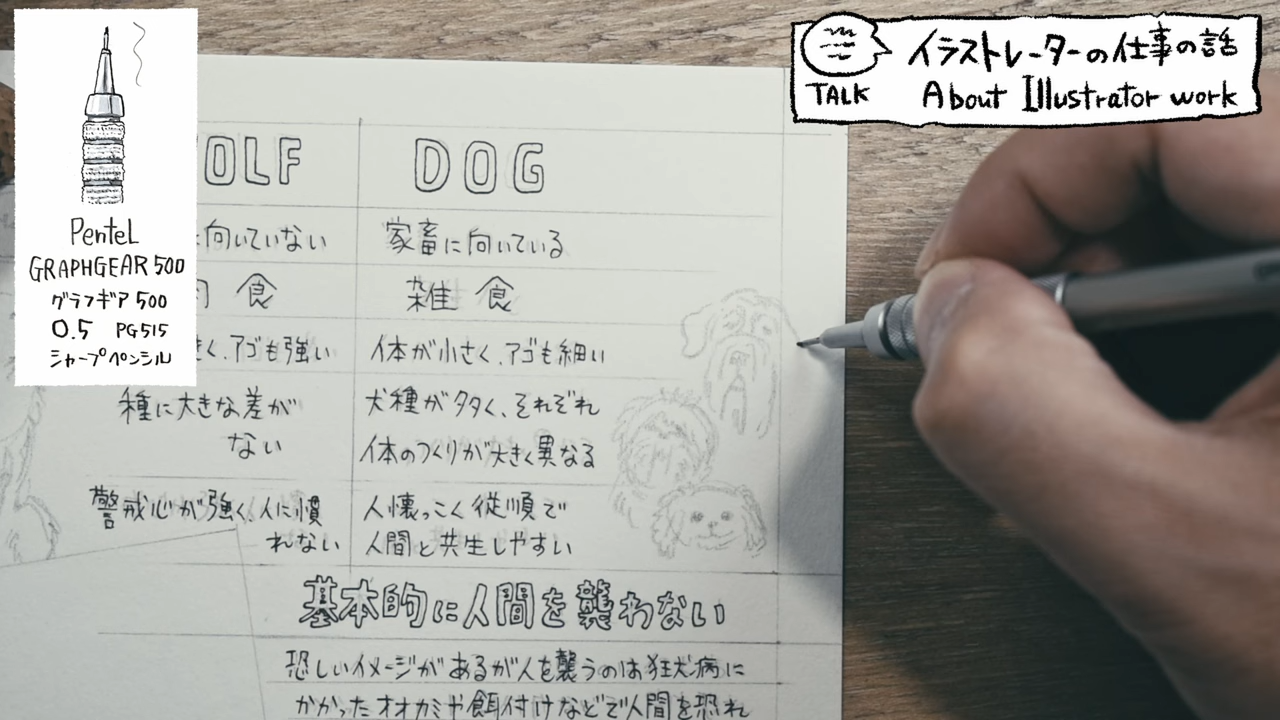 イラストレーターの仕事の話
TALK
About Illustrator work
Pentel
GRAPHGEAR 500
グラフギア 500
0.5 PG515
シャープペンシル
OLF
DOG
に向いていない
家畜に向いている
肉 食
雑 食
きく、アゴも強い
体が小さく、アゴも細い
種に大きな差が
ない
犬種が多く、それぞれ
体のつくりが大きく異なる
警戒心が強く、人に慣
れない
人懐っこく従順で
人間と共生しやすい
基本的に人間を襲わない
恐しいイメージがあるが人を襲うのは狂犬病に
かかったオオカミや餌付けなどで人間を恐れ